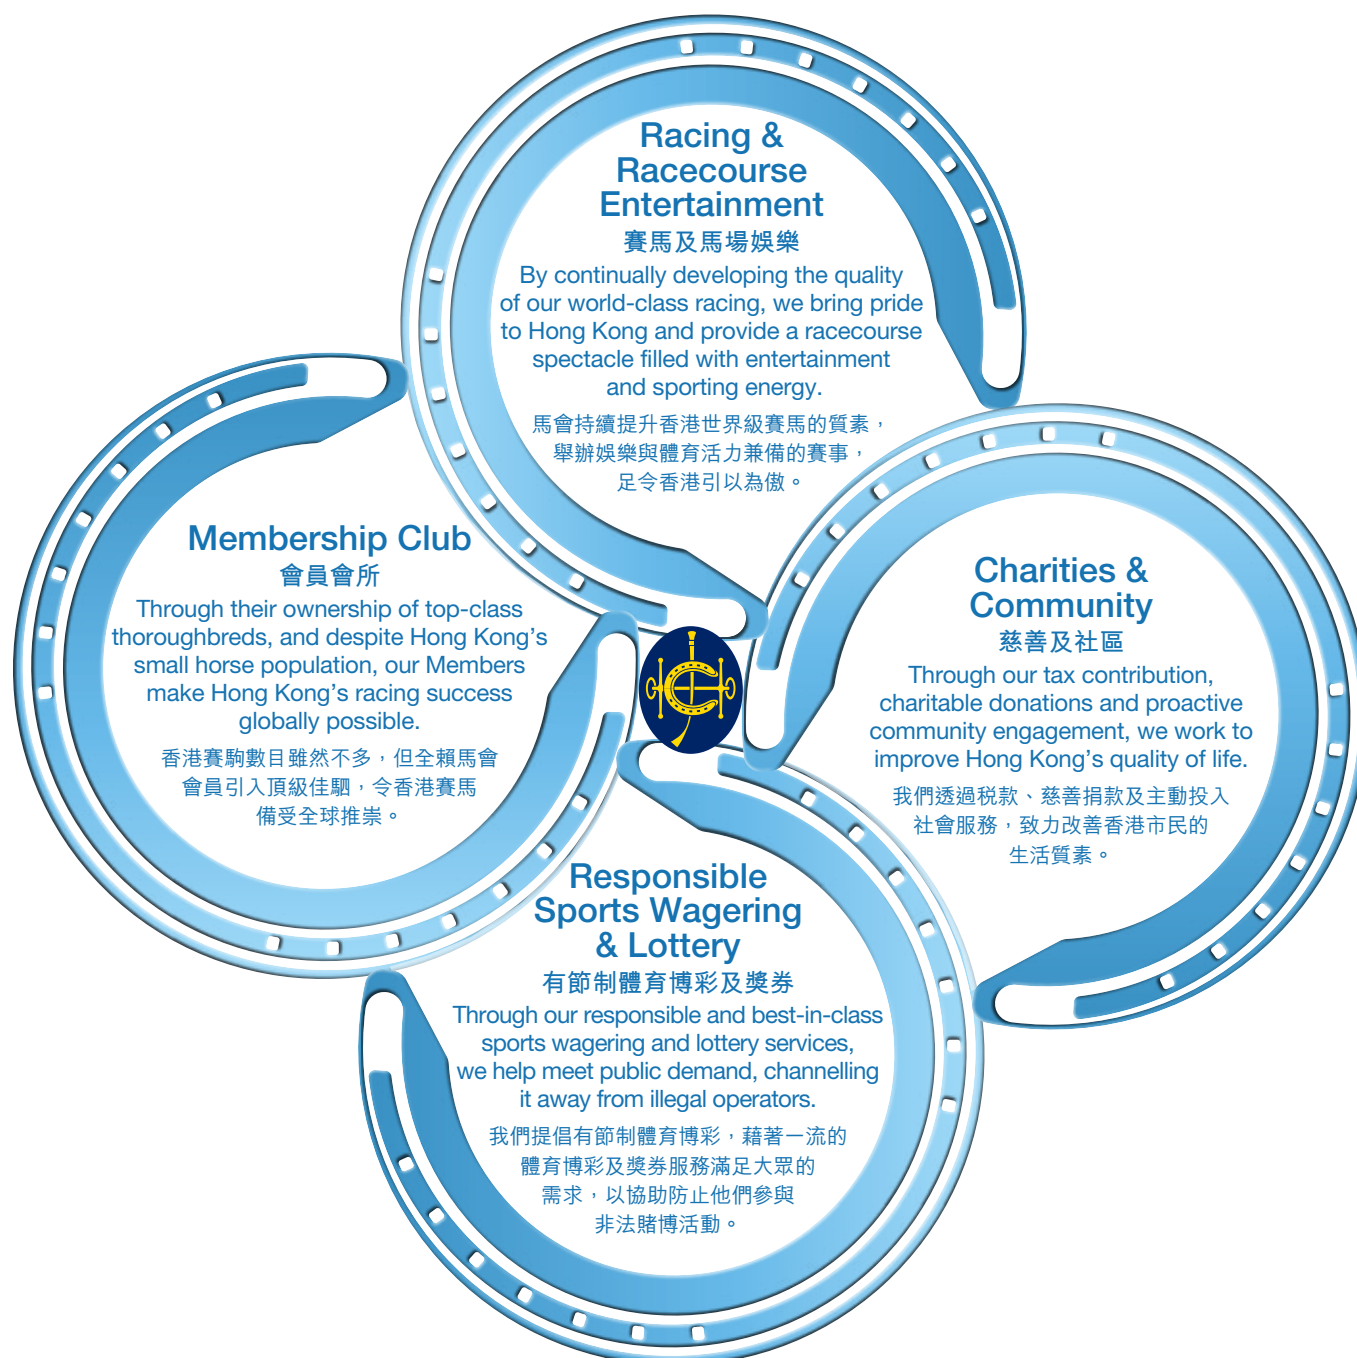 Racing &
Racecourse
Entertainment
賽馬及馬場娛樂
By continually developing the quality
of our world-class racing, we bring pride
to Hong Kong and provide a racecourse
spectacle filled with entertainment
and sporting energy.
馬會持續提升香港世界級賽馬的質素，
舉辦娛樂與體育活力兼備的賽事，
足令香港引以為傲。
Membership Club
會員會所
Through their ownership of top-class
thoroughbreds, and despite Hong Kong's
small horse population, our Members
make Hong Kong's racing success
globally possible.
香港賽駒數目雖然不多，但全賴馬會
會員引入頂級佳駟，令香港賽馬
備受全球推崇。
Charities &
Community
慈善及社區
Through our tax contribution,
charitable donations and proactive
community engagement, we work to
improve Hong Kong's quality of life.
我們透過税款、慈善捐款及主動投入
社會服務，致力改善香港市民的
生活質素。
Responsible
Sports Wagering
& Lottery
有節制體育博彩及獎券
Through our responsible and best-in-class
sports wagering and lottery services,
we help meet public demand, channelling
it away from illegal operators.
我們提倡有節制體育博彩，藉著一流的
體育博彩及獎券服務滿足大眾的
需求，以協助防止他們參與
非法賭博活動。